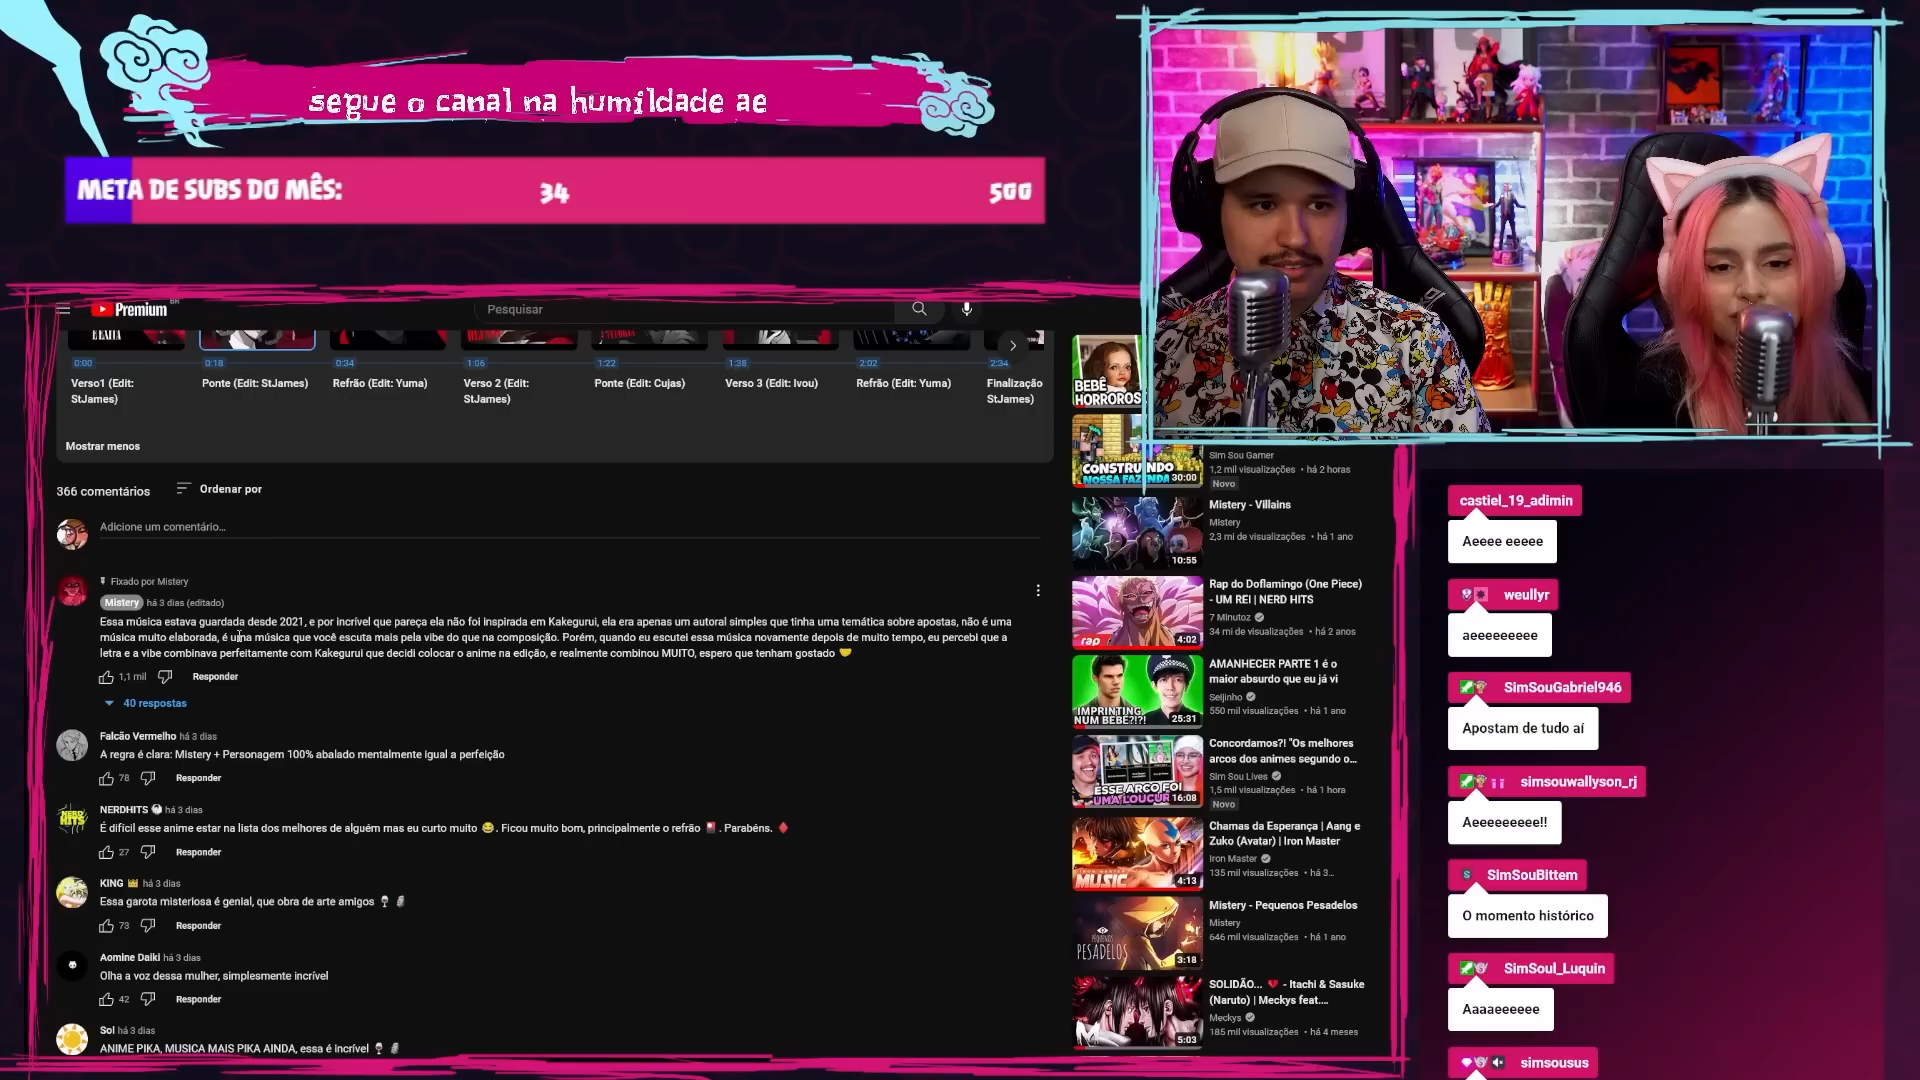 segue o canal na humildade ae
META DE SUBS DO MÊS: 34 500
Premium BR
Pesquisar
0:00
0:18
0:34
1:06
1:22
1:38
2:02
2:34
Verso1 (Edit: StJames)
Ponte (Edit: StJames)
Refrão (Edit: Yuma)
Verso 2 (Edit: StJames)
Ponte (Edit: Cujas)
Verso 3 (Edit: Ivou)
Refrão (Edit: Yuma)
Finalização StJames)
Mostrar menos
366 comentários
Ordenar por
Adicione um comentário...
Fixado por Mistery
Mistery há 3 dias (editado)
Essa música estava guardada desde 2021, e por incrível que pareça ela não foi inspirada em Kakegurui, ela era apenas um autoral simples que tinha uma temática sobre apostas, não é uma
música muito elaborada, é uma música que você escuta mais pela vibe do que na composição. Porém, quando eu escutei essa música novamente depois de muito tempo, eu percebi que a
letra e a vibe combinava perfeitamente com Kakegurui que decidi colocar o anime na edição, e realmente combinou MUITO, espero que tenham gostado
1,1 mil
Responder
40 respostas
Falcão Vermelho há 3 dias
A regra é clara: Mistery + Personagem 100% abalado mentalmente igual a perfeição
78
Responder
NERDHITS há 3 dias
É difícil esse anime estar na lista dos melhores de alguém mas eu curto muito 😂. Ficou muito bom, principalmente o refrão 🎴. Parabéns. ♦️
27
Responder
KING 👑 há 3 dias
Essa garota misteriosa é genial, que obra de arte amigos
73
Responder
Aomine Daiki há 3 dias
Olha a voz dessa mulher, simplesmente incrível
42
Responder
Sol há 3 dias
ANIME PIKA, MUSICA MAIS PIKA AINDA, essa é incrível
BEBÊ
HORROROS
CONSTRUINDO
NOSSA FAZENDA
30:00
Sim Sou Gamer
1,2 mil visualizações • há 2 horas
Novo
10:55
Mistery - Villains
Mistery
2,3 mi de visualizações • há 1 ano
rap
4:02
Rap do Doflamingo (One Piece)
- UM REI | NERD HITS
7 Minutoz
34 mi de visualizações • há 2 anos
IMPRINTING
NUM BEBE?!?!
25:31
AMANHECER PARTE 1 é o
maior absurdo que eu já vi
Seijinho
550 mil visualizações • há 1 ano
ESSE ARCO FOI
UMA LOUCUR
16:08
Concordamos?! "Os melhores
arcos dos animes segundo o...
Sim Sou Lives
1,5 mil visualizações • há 1 hora
Novo
IRON MASTER
MUSIC
4:13
Chamas da Esperança | Aang e
Zuko (Avatar) | Iron Master
Iron Master
135 mil visualizações • há 3...
PEQUENOS
PESADELOS
3:18
Mistery - Pequenos Pesadelos
Mistery
646 mil visualizações • há 1 ano
M
5:03
SOLIDÃO... 💔 - Itachi & Sasuke
(Naruto) | Meckys feat....
Meckys
185 mil visualizações • há 4 meses
castiel_19_adimin
Aeeee eeeee
weullyr
aeeeeeeeee
SimSouGabriel946
Apostam de tudo aí
simsouwallyson_rj
Aeeeeeeeee!!
SimSouBittem
O momento histórico
SimSoul_Luquin
Aaaaeeeeee
simsousus